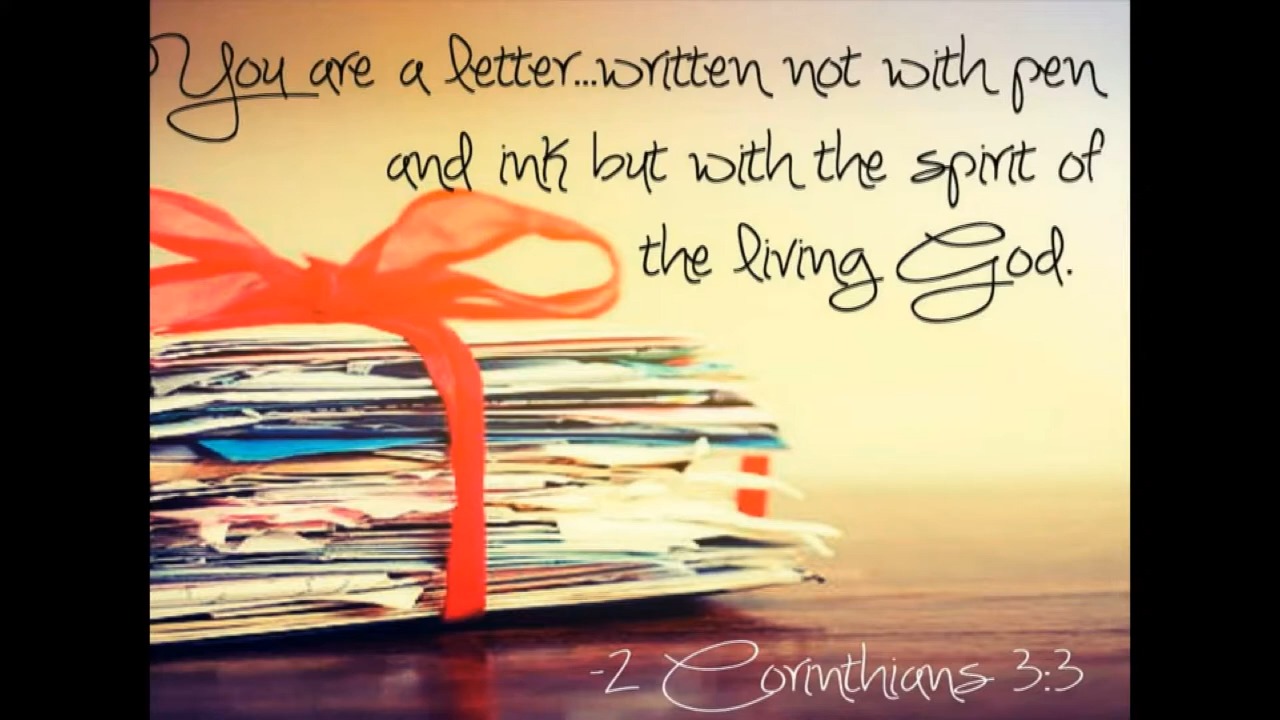 You are a letter...written not with pen
and ink but with the spirit of
the living God.
-2 Corinthians 3:3